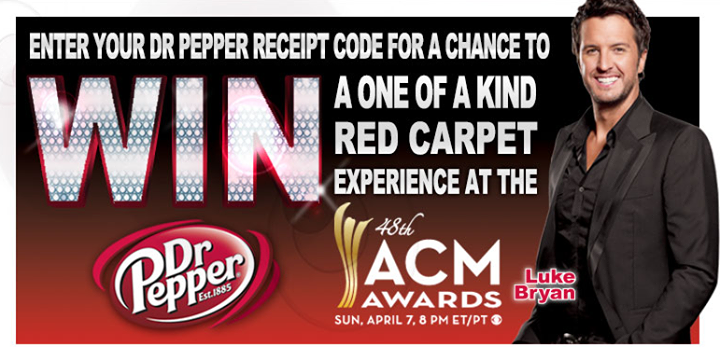 ENTER YOUR DR PEPPER RECEIPT CODE FOR A CHANCE TO
WIN
A ONE OF A KIND
RED CARPET
EXPERIENCE AT THE
Dr
Pepper
Est.1885
48th
ACM
AWARDS
SUN, APRIL 7, 8 PM ET/PT
Luke
Bryan